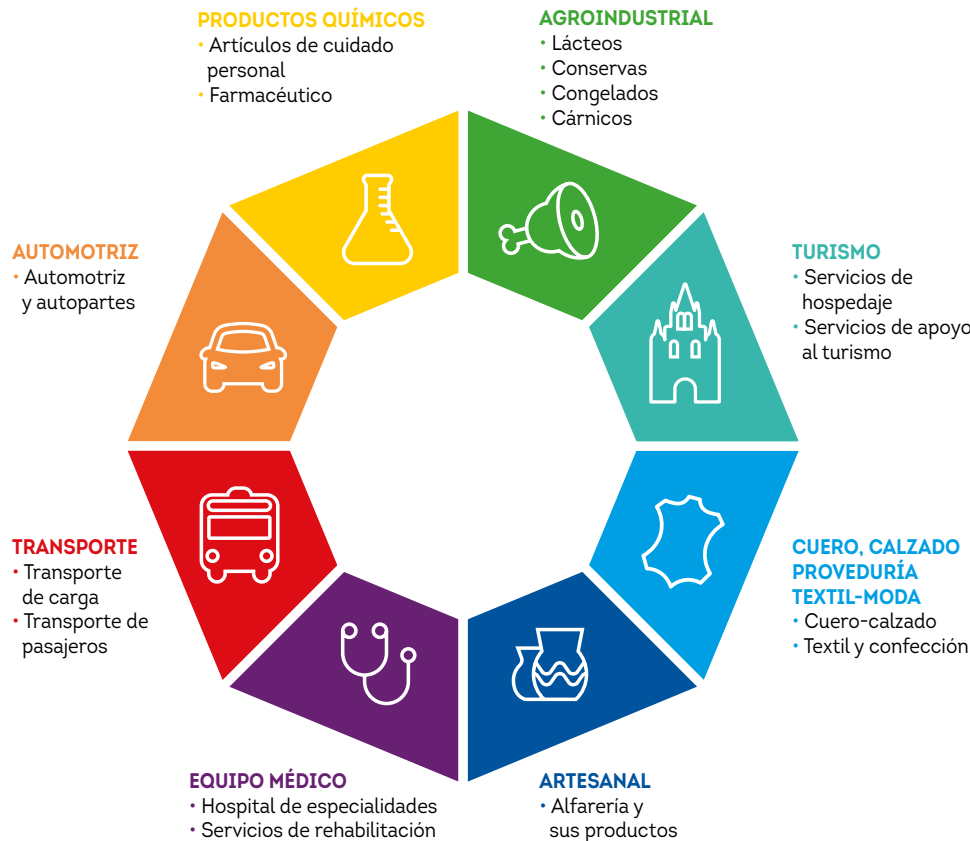 PRODUCTOS QUÍMICOS
• Artículos de cuidado
personal
• Farmacéutico
AGROINDUSTRIAL
• Lácteos
• Conservas
• Congelados
• Cárnicos
AUTOMOTRIZ
• Automotriz
y autopartes
TURISMO
• Servicios de
hospedaje
• Servicios de apoyo
al turismo
TRANSPORTE
• Transporte
de carga
• Transporte de
pasajeros
CUERO, CALZADO
PROVEDURÍA
TEXTIL-MODA
• Cuero-calzado
• Textil y confección
EQUIPO MÉDICO
• Hospital de especialidades
• Servicios de rehabilitación
ARTESANAL
• Alfarería y
sus productos